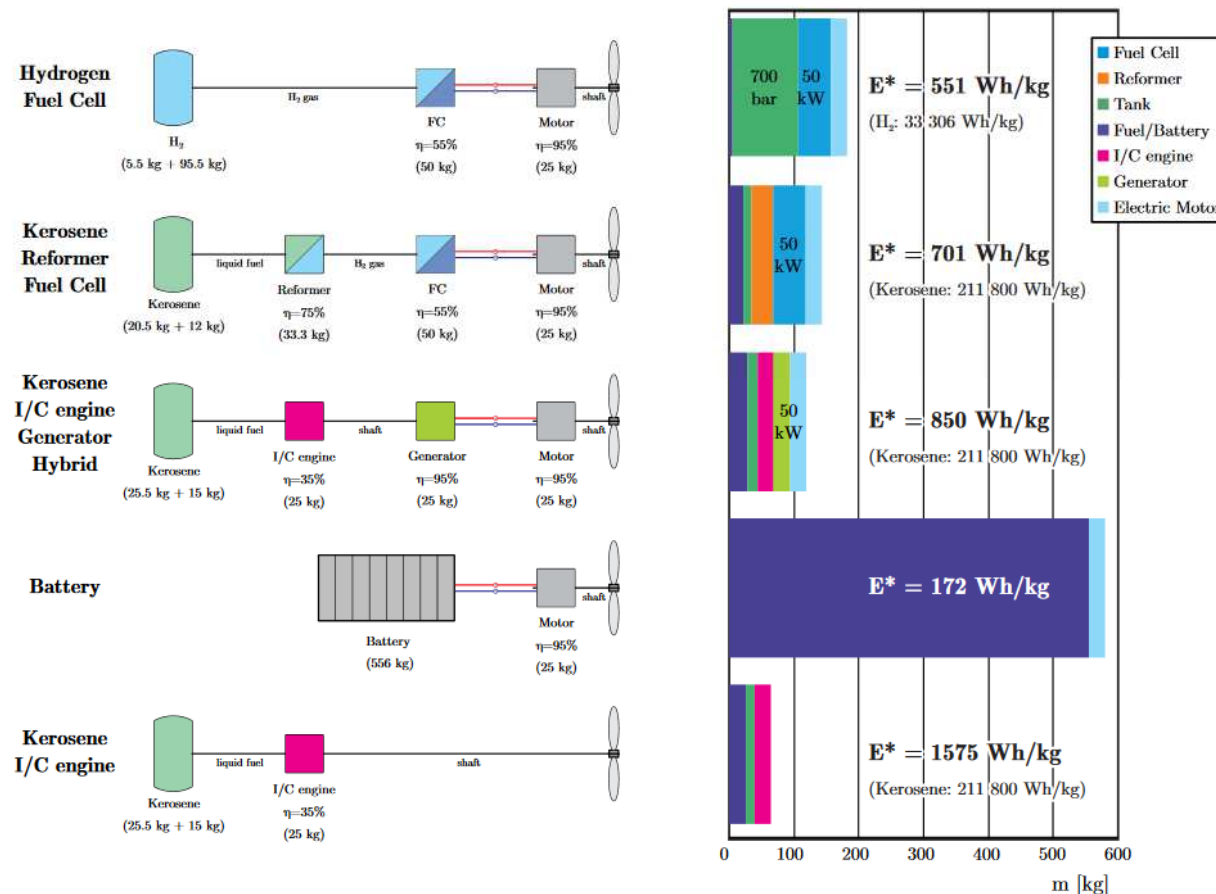 Hydrogen
Fuel Cell
H₂
(5.5 kg + 95.5 kg)
H₂ gas
FC
η=55%
(50 kg)
Motor
η=95%
(25 kg)
shaft
Kerosene
Reformer
Fuel Cell
Kerosene
(20.5 kg + 12 kg)
liquid fuel
Reformer
η=75%
(33.3 kg)
H₂ gas
FC
η=55%
(50 kg)
Motor
η=95%
(25 kg)
shaft
Kerosene
I/C engine
Generator
Hybrid
Kerosene
(25.5 kg + 15 kg)
liquid fuel
I/C engine
η=35%
(25 kg)
shaft
Generator
η=95%
(25 kg)
Motor
η=95%
(25 kg)
shaft
Battery
Battery
(556 kg)
Motor
η=95%
(25 kg)
shaft
Kerosene
I/C engine
Kerosene
(25.5 kg + 15 kg)
liquid fuel
I/C engine
η=35%
(25 kg)
shaft
700
bar
50
kW
E* = 551 Wh/kg
(H₂: 33 306 Wh/kg)
Fuel Cell
Reformer
Tank
Fuel/Battery
I/C engine
Generator
Electric Motor
50
kW
E* = 701 Wh/kg
(Kerosene: 211 800 Wh/kg)
50
kW
E* = 850 Wh/kg
(Kerosene: 211 800 Wh/kg)
E* = 172 Wh/kg
E* = 1575 Wh/kg
(Kerosene: 211 800 Wh/kg)
0 100 200 300 400 500 600
m [kg]